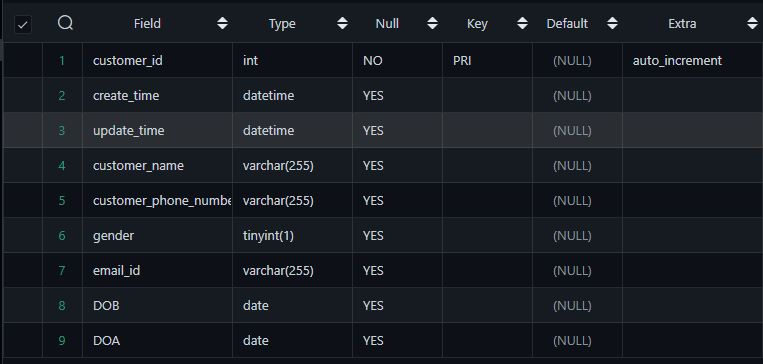 Field Type Null Key Default Extra
1 customer_id int NO PRI (NULL) auto_increment
2 create_time datetime YES (NULL)
3 update_time datetime YES (NULL)
4 customer_name varchar(255) YES (NULL)
5 customer_phone_numbe varchar(255) YES (NULL)
6 gender tinyint(1) YES (NULL)
7 email_id varchar(255) YES (NULL)
8 DOB date YES (NULL)
9 DOA date YES (NULL)